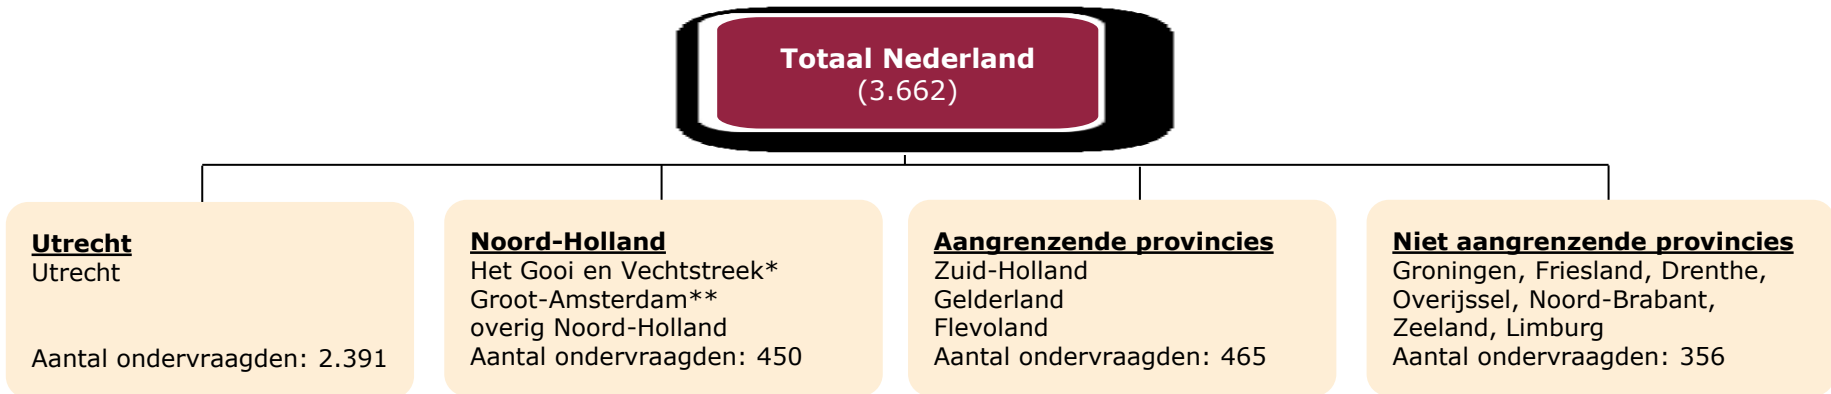 Totaal Nederland
(3.662)
Utrecht
Utrecht
Aantal ondervraagden: 2.391
Noord-Holland
Het Gooi en Vechtstreek*
Groot-Amsterdam**
overig Noord-Holland
Aantal ondervraagden: 450
Aangrenzende provincies
Zuid-Holland
Gelderland
Flevoland
Aantal ondervraagden: 465
Niet aangrenzende provincies
Groningen, Friesland, Drenthe,
Overijssel, Noord-Brabant,
Zeeland, Limburg
Aantal ondervraagden: 356